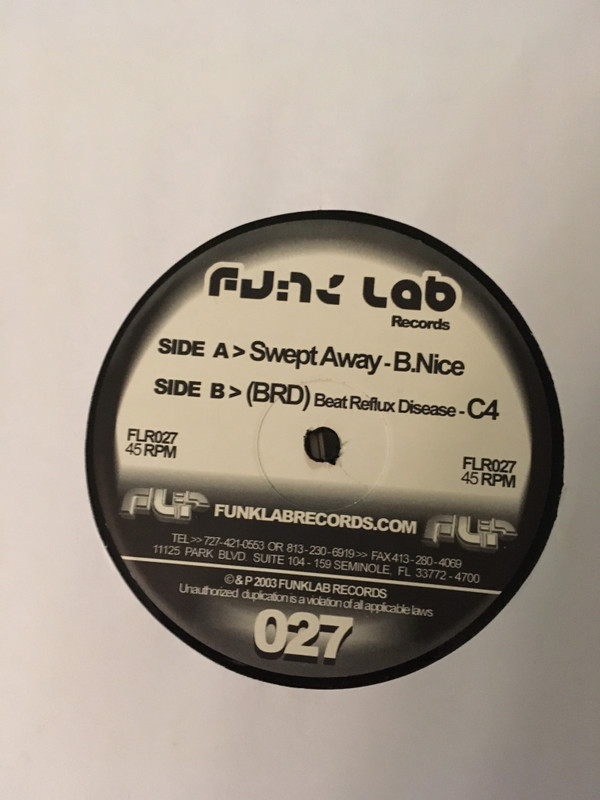 Funk Lab
Records
SIDE A > Swept Away - B.Nice
SIDE B > (BRD) Beat Reflux Disease - C4
FLR027
45 RPM
FLR027
45 RPM
FLR FUNKLABRECORDS.COM FLR
TEL >> 727-421-0553 OR 813-230-6919 >> FAX 413-280-4069
11125 PARK BLVD. SUITE 104 - 159 SEMINOLE, FL 33772 - 4700
© & P 2003 FUNKLAB RECORDS
Unauthorized duplication is a violation of all applicable laws
027